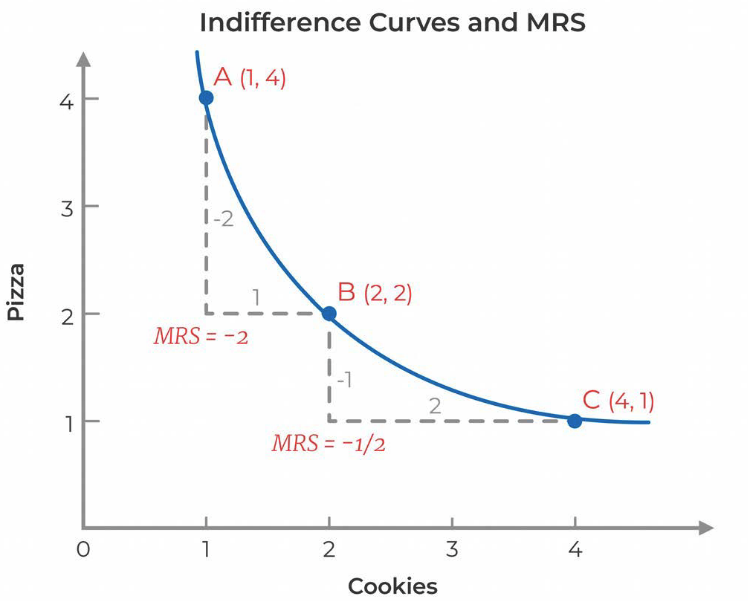 Indifference Curves and MRS
A (1, 4)
4
3
-2
Pizza
1
B (2, 2)
2
MRS = −2
-1
2
C (4, 1)
1
MRS = −1/2
0
1
2
3
4
Cookies